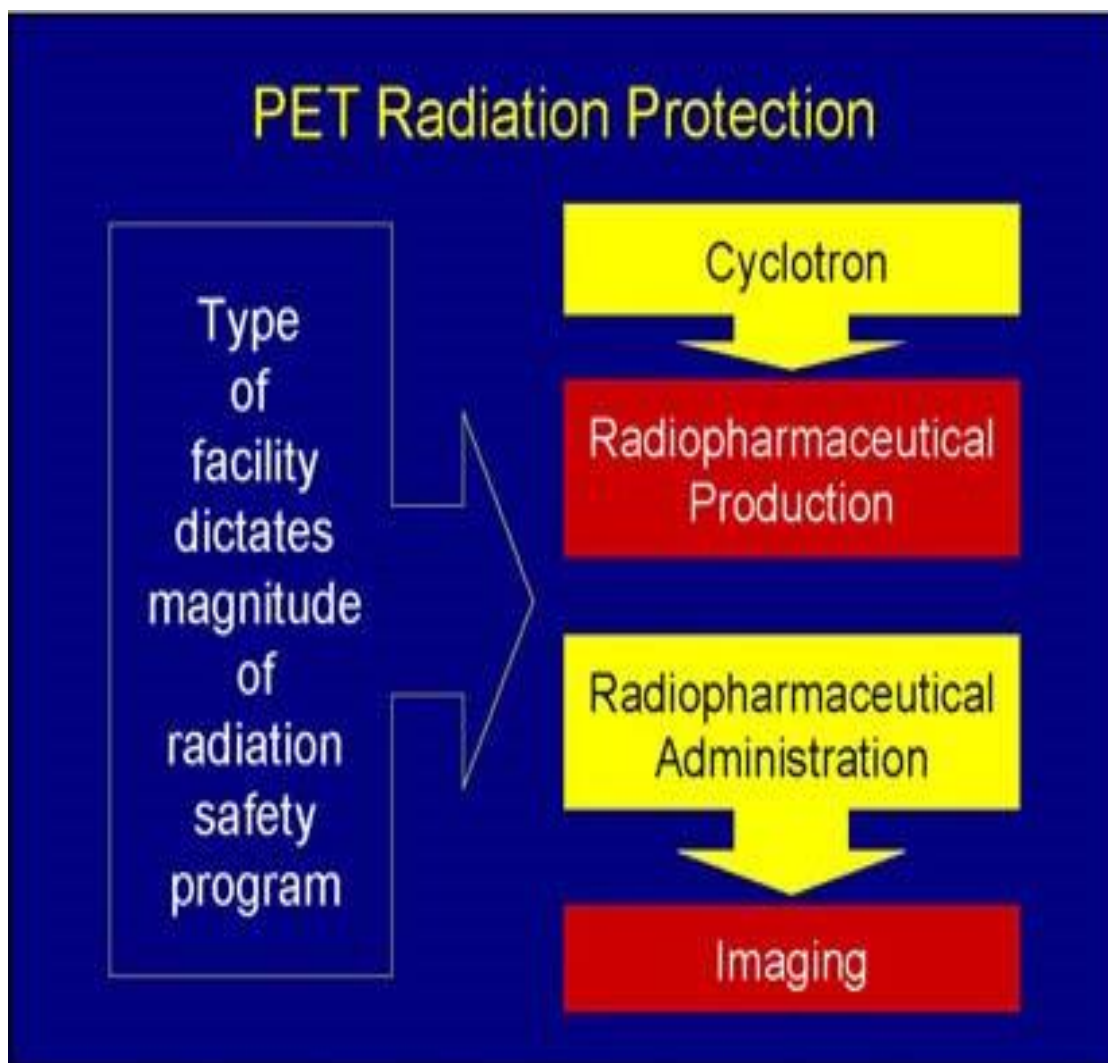 PET Radiation Protection
Type
of
facility
dictates
magnitude
of
radiation
safety
program
Cyclotron
Radiopharmaceutical
Production
Radiopharmaceutical
Administration
Imaging